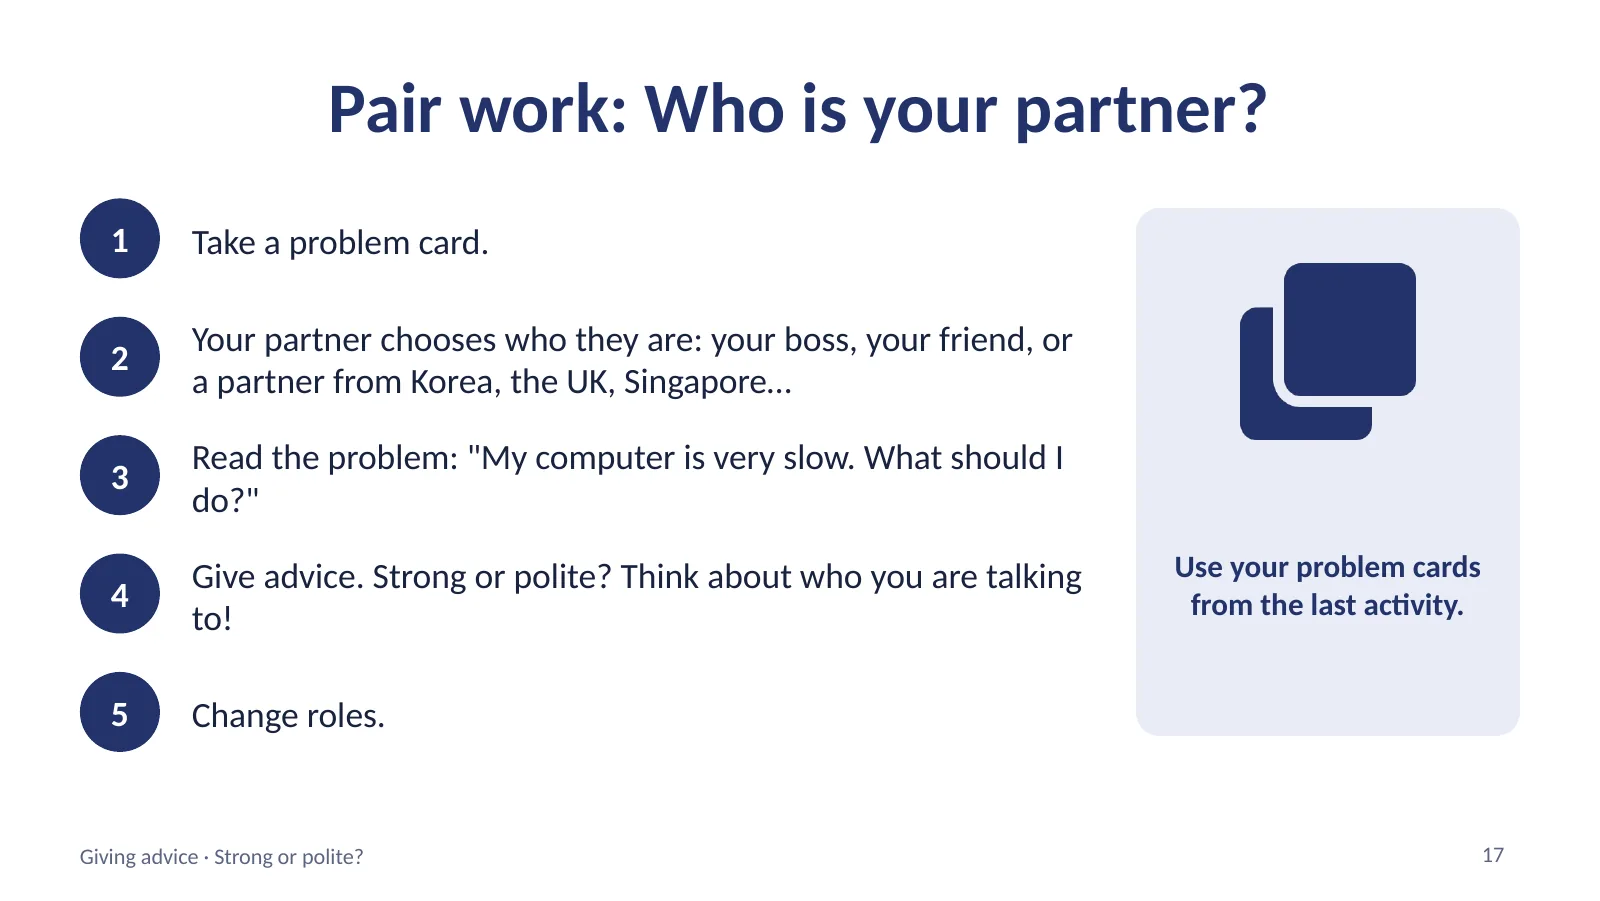 Pair work: Who is your partner?
1
Take a problem card.
2
Your partner chooses who they are: your boss, your friend, or
a partner from Korea, the UK, Singapore...
3
Read the problem: "My computer is very slow. What should I
do?"
4
Give advice. Strong or polite? Think about who you are talking
to!
5
Change roles.
Use your problem cards
from the last activity.
Giving advice · Strong or polite?
17